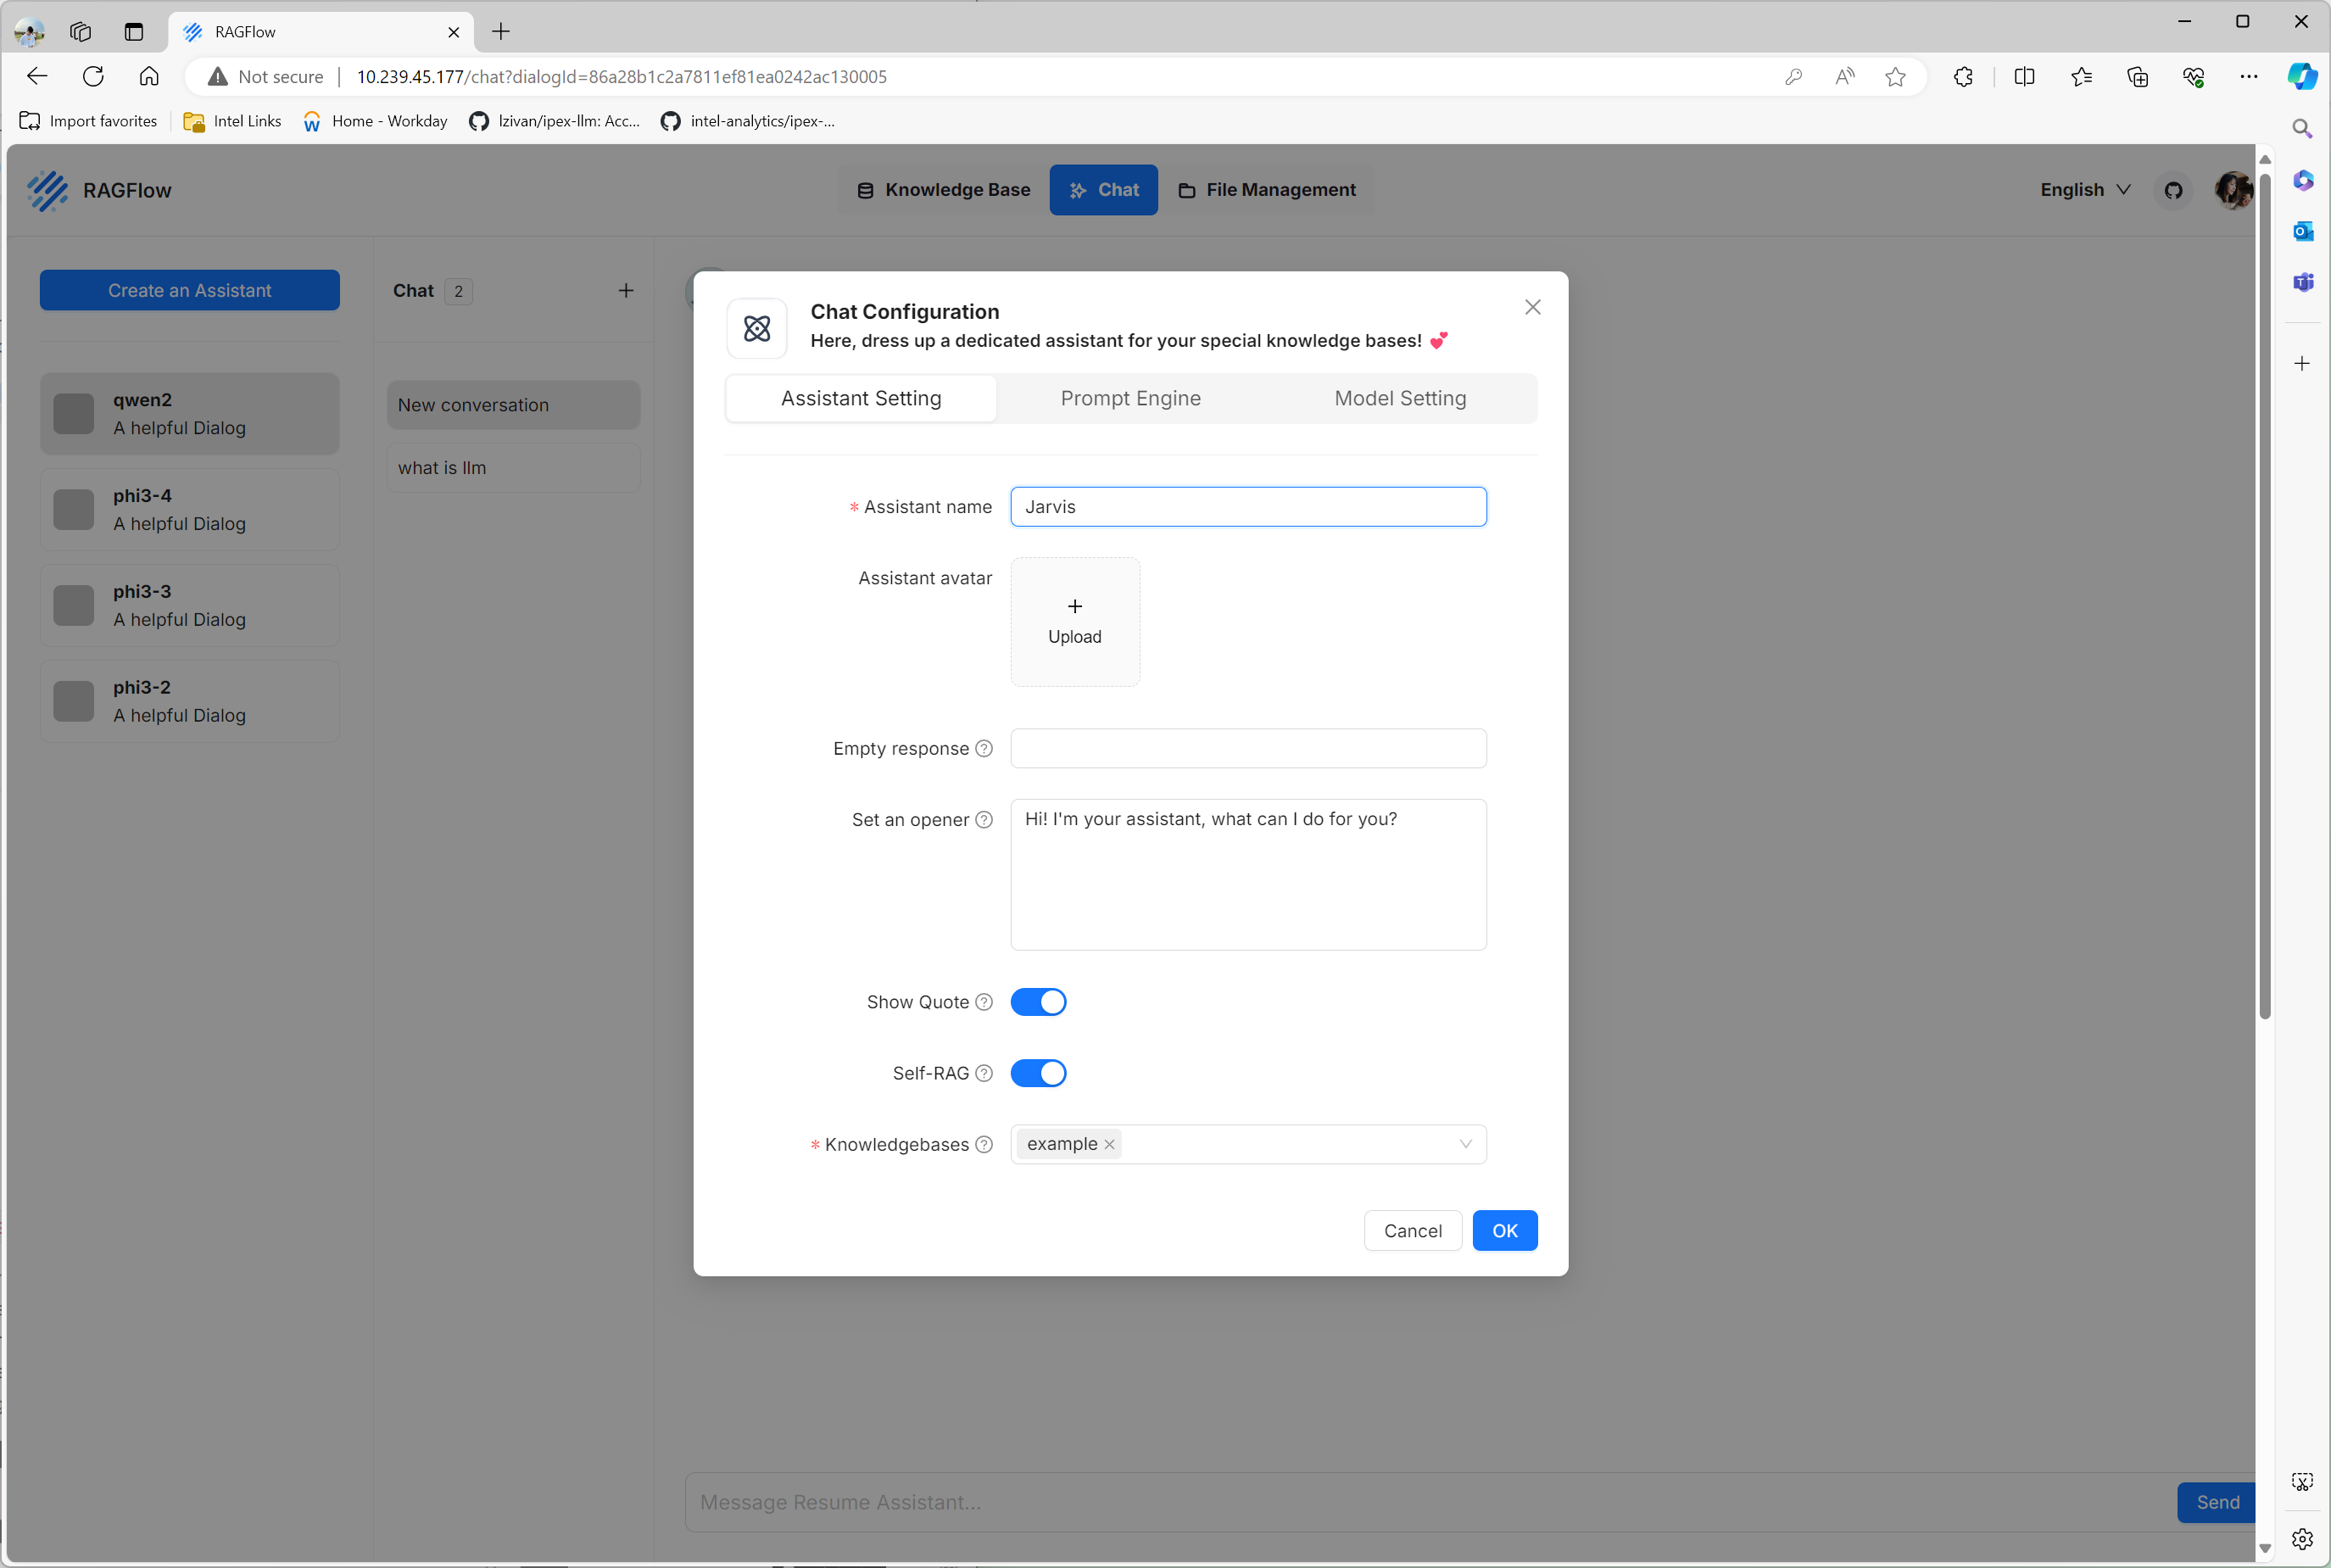 RAGFlow
Not secure
10.239.45.177/chat?dialogId=86a28b1c2a7811ef81ea0242ac130005
Import favorites
Intel Links
Home - Workday
lzivan/ipex-llm: Acc...
intel-analytics/ipex-...
RAGFlow
Knowledge Base
Chat
File Management
English
Create an Assistant
qwen2
A helpful Dialog
phi3-4
A helpful Dialog
phi3-3
A helpful Dialog
phi3-2
A helpful Dialog
Chat 2
New conversation
what is llm
Chat Configuration
Here, dress up a dedicated assistant for your special knowledge bases! 💕
Assistant Setting
Prompt Engine
Model Setting
* Assistant name
Jarvis
Assistant avatar
+
Upload
Empty response
Set an opener
Hi! I'm your assistant, what can I do for you?
Show Quote
Self-RAG
* Knowledgebases
example
Cancel
OK
Message Resume Assistant...
Send